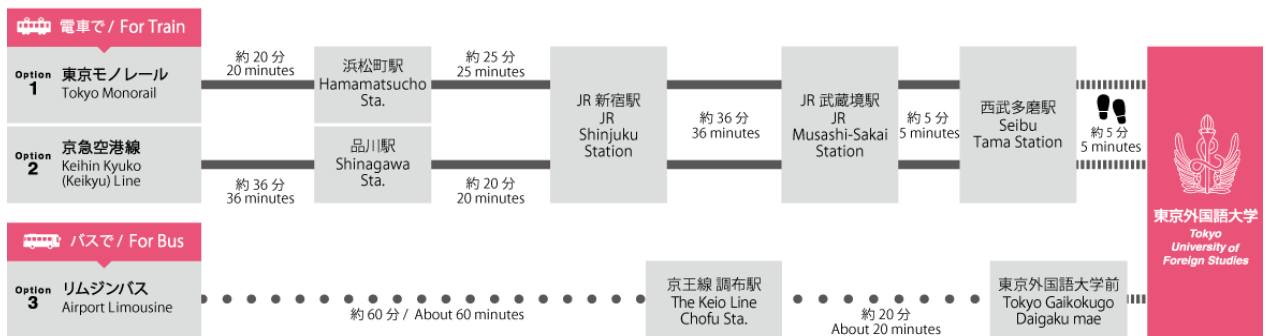 電車で / For Train
Option 1
東京モノレール
Tokyo Monorail
約 20 分
20 minutes
浜松町駅
Hamamatsucho
Sta.
約 25 分
25 minutes
Option 2
京急空港線
Keihin Kyuko
(Keikyu) Line
約 36 分
36 minutes
品川駅
Shinagawa
Sta.
約 20 分
20 minutes
JR 新宿駅
JR
Shinjuku
Station
約 36 分
36 minutes
JR 武蔵境駅
JR
Musashi-Sakai
Station
約 5 分
5 minutes
西武多磨駅
Seibu
Tama Station
約 5 分
5 minutes
バスで / For Bus
Option 3
リムジンバス
Airport Limousine
約 60 分 / About 60 minutes
京王線 調布駅
The Keio Line
Chofu Sta.
約 20 分
About 20 minutes
東京外国語大学前
Tokyo Gaikokugo
Daigaku mae
東京外国語大学
Tokyo
University of
Foreign Studies